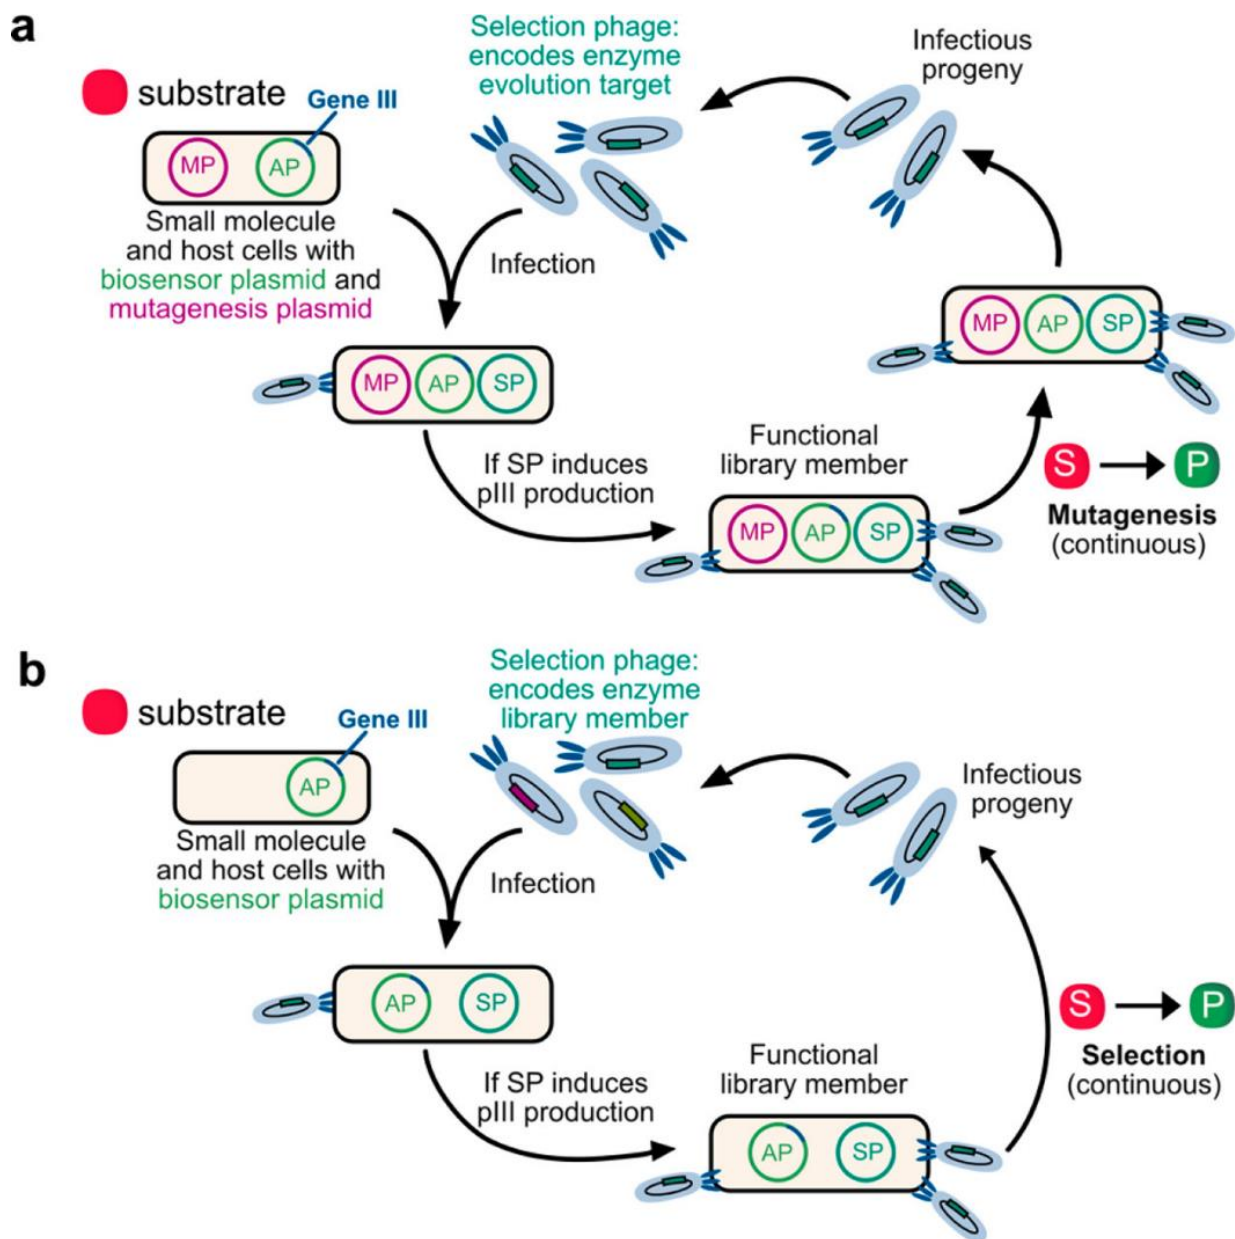 a
substrate
Gene III
MP
AP
Small molecule
and host cells with
biosensor plasmid and
mutagenesis plasmid
Selection phage:
encodes enzyme
evolution target
Infection
Infectious
progeny
MP
AP
SP
If SP induces
pIII production
Functional
library member
MP
AP
SP
S
P
Mutagenesis
(continuous)
MP
AP
SP
b
substrate
Gene III
AP
Small molecule
and host cells with
biosensor plasmid
Selection phage:
encodes enzyme
library member
Infection
Infectious
progeny
AP
SP
If SP induces
pIII production
Functional
library member
AP
SP
S
P
Selection
(continuous)